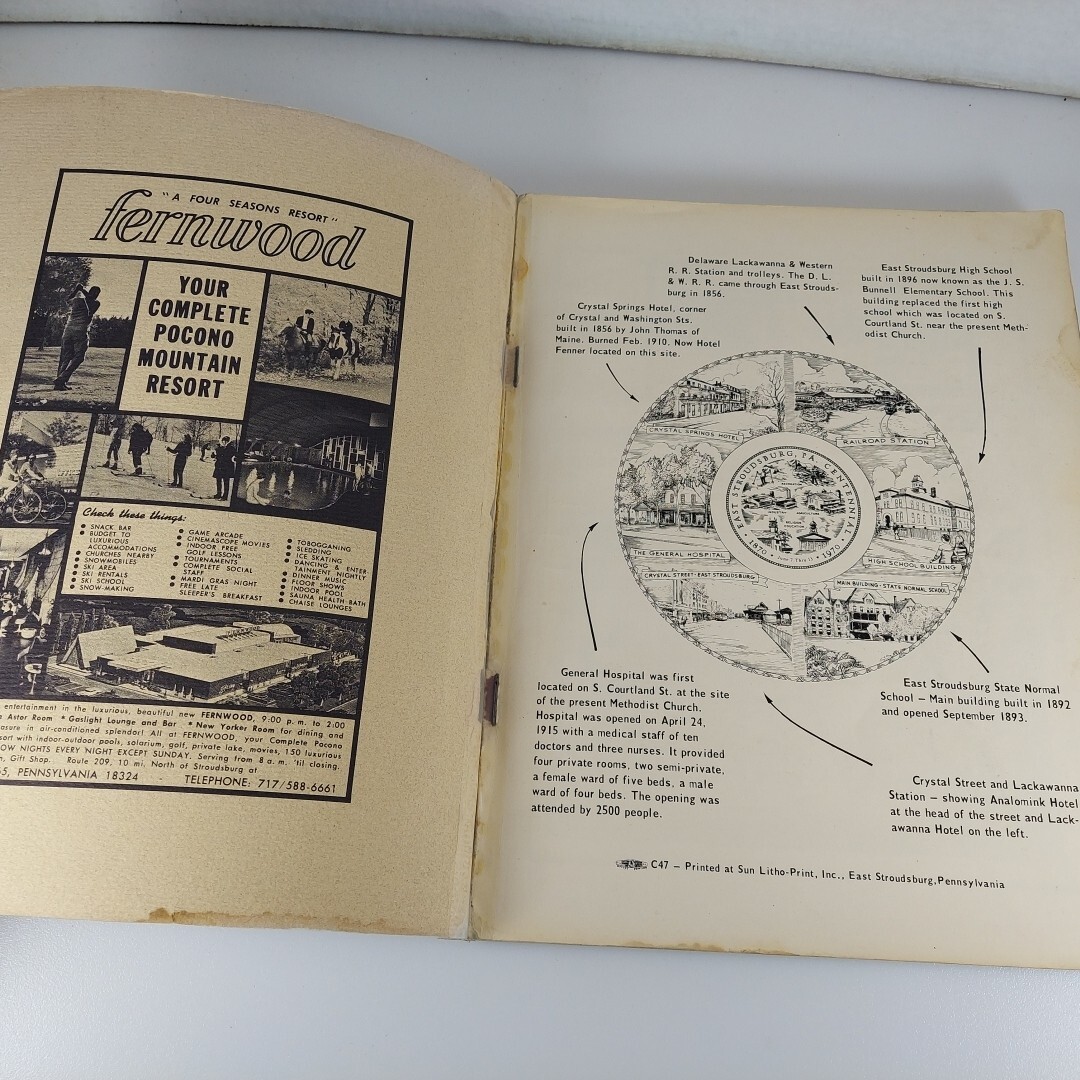 "A FOUR SEASONS RESORT"
fernwood
YOUR
COMPLETE
POCONO
MOUNTAIN
RESORT
Check these things:
SNACK BAR
BUDGET TO
LUXURIOUS
ACCOMMODATIONS
CHURCHES NEARBY
SNOWMOBILES
SKI AREA
SKI RENTALS
SKI SCHOOL
SNOW-MAKING
GAME ARCADE
CINEMASCOPE MOVIES
INDOOR FREE
GOLF LESSONS
TOURNAMENTS
COMPLETE SOCIAL
STAFF
MARDI GRAS NIGHT
FREE LATE
SLEEPER'S BREAKFAST
TOBOGGANING
SLEDDING
ICE SKATING
DANCING & ENTER-
TAINMENT NIGHTLY
DINNER MUSIC
FLOOR SHOWS
INDOOR POOL
SAUNA HEALTH BATH
CHAISE LOUNGES
entertainment in the luxurious, beautiful new FERNWOOD, 9:00 p.m. to 2:00
Astor Room * Gaslight Lounge and Bar * New Yorker Room for dining and
in air-conditioned splendor! All at FERNWOOD, your Complete Pocono
with indoor-outdoor pools, solarium, golf, private lake, movies, 150 luxurious
NIGHTS EVERY NIGHT EXCEPT SUNDAY. Serving from 8 a.m. 'til closing.
Gift Shop. Route 209, 10 mi. North of Stroudsburg at
PENNSYLVANIA 18324 - TELEPHONE: 717/588-6661
Delaware Lackawanna & Western
R. R. Station and trolleys. The D. L.
& W. R. R. came through East Strouds-
burg in 1856.
East Stroudsburg High School
built in 1896 now known as the J. S.
Bunnell Elementary School. This
building replaced the first high
school which was located on S.
Courtland St. near the present Meth-
odist Church.
Crystal Springs Hotel, corner
of Crystal and Washington Sts.
built in 1856 by John Thomas of
Maine. Burned Feb. 1910. Now Hotel
Fenner located on this site.
CRYSTAL SPRINGS HOTEL
RAILROAD STATION
EAST STROUDSBURG, PA. CENTENNIAL
1870 1970
THE GENERAL HOSPITAL
HIGH SCHOOL BUILDING
CRYSTAL STREET-EAST STROUDSBURG
MAIN BUILDING-STATE NORMAL SCHOOL
General Hospital was first
located on S. Courtland St. at the site
of the present Methodist Church.
Hospital was opened on April 24,
1915 with a medical staff of ten
doctors and three nurses. It provided
four private rooms, two semi-private,
a female ward of five beds, a male
ward of four beds. The opening was
attended by 2500 people.
East Stroudsburg State Normal
School – Main building built in 1892
and opened September 1893.
Crystal Street and Lackawanna
Station – showing Analomink Hotel
at the head of the street and Lack-
awanna Hotel on the left.
C47 – Printed at Sun Litho-Print, Inc., East Stroudsburg, Pennsylvania